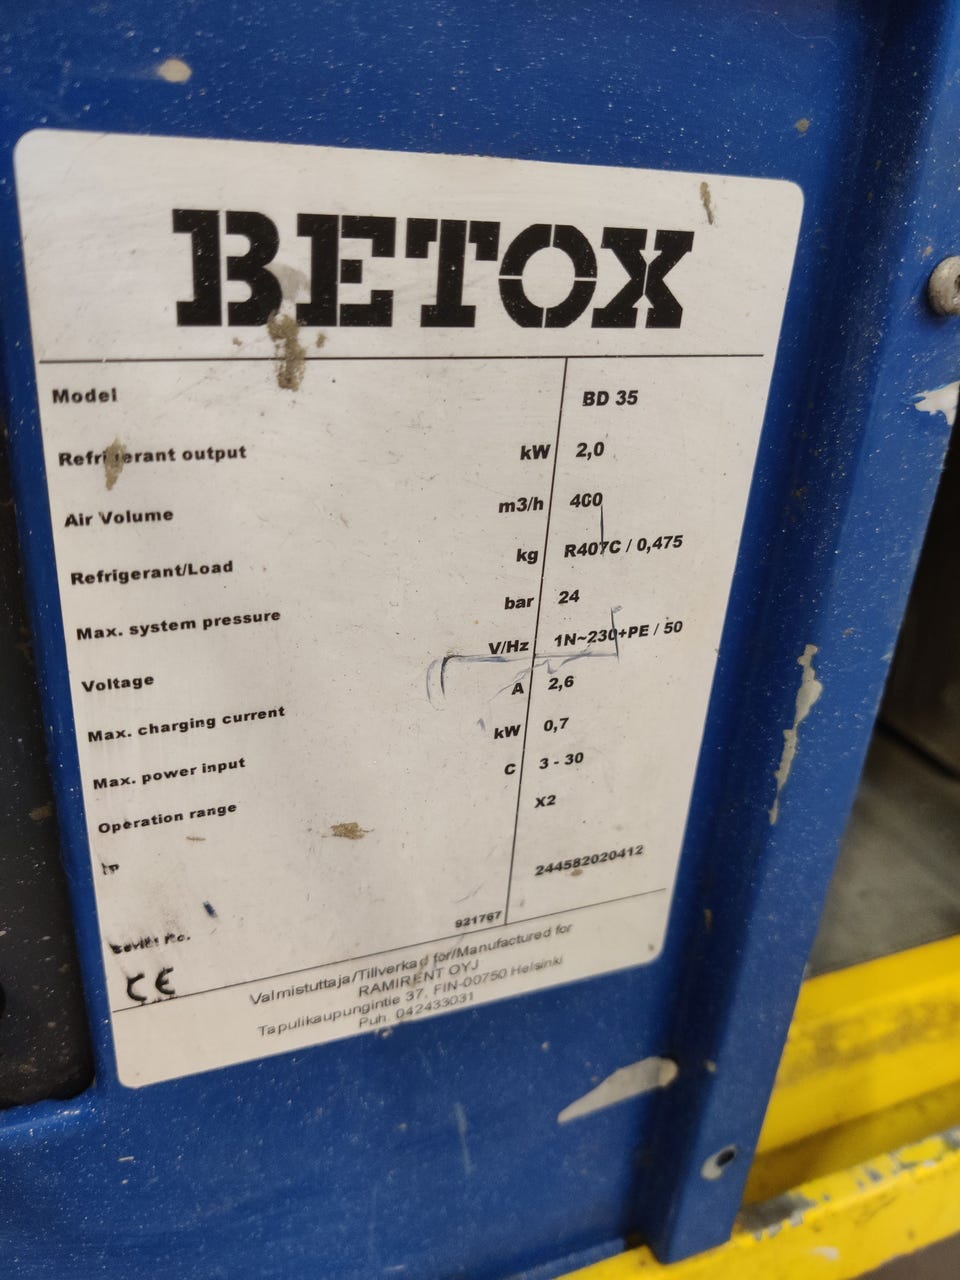 BETOX
Model BD 35
Refrigerant output kW 2,0
Air Volume m3/h 400
Refrigerant/Load kg R407C / 0,475
Max. system pressure bar 24
Voltage V/Hz 1N~230+PE / 50
Max. charging current A 2,6
Max. power input kW 0,7
Operation range C 3 - 30
IP X2
244582020412
921767
CE
Valmistuttaja/Tillverkad for/Manufactured for
RAMIRENT OYJ
Tapulikaupungintie 37, FIN-00750 Helsinki
Puh. 042433031